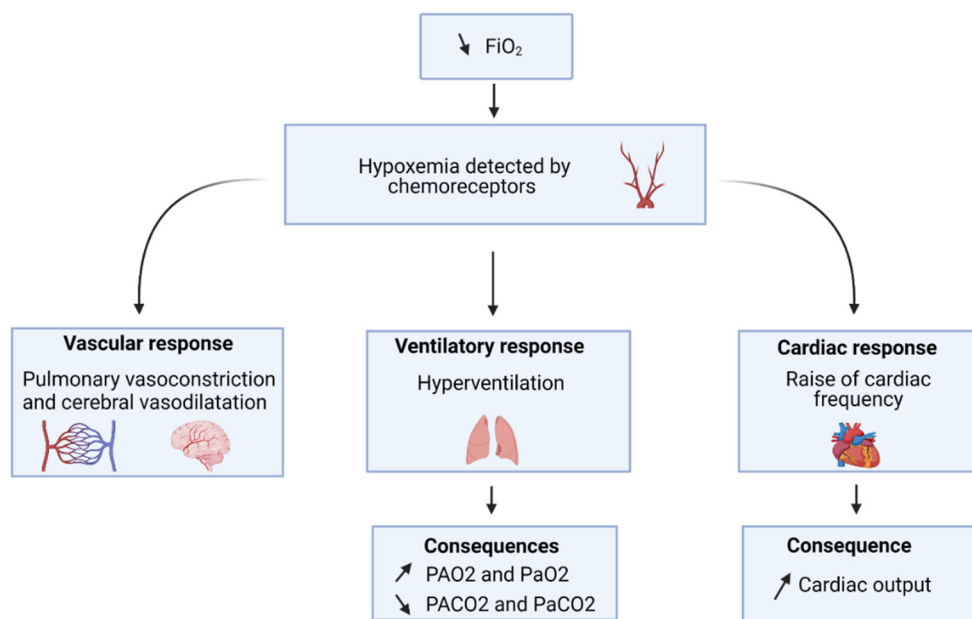 ↘ FiO₂
Hypoxemia detected by
chemoreceptors
Vascular response
Pulmonary vasoconstriction
and cerebral vasodilatation
Ventilatory response
Hyperventilation
Cardiac response
Raise of cardiac
frequency
Consequences
↗ PAO2 and PaO2
↘ PACO2 and PaCO2
Consequence
↗ Cardiac output